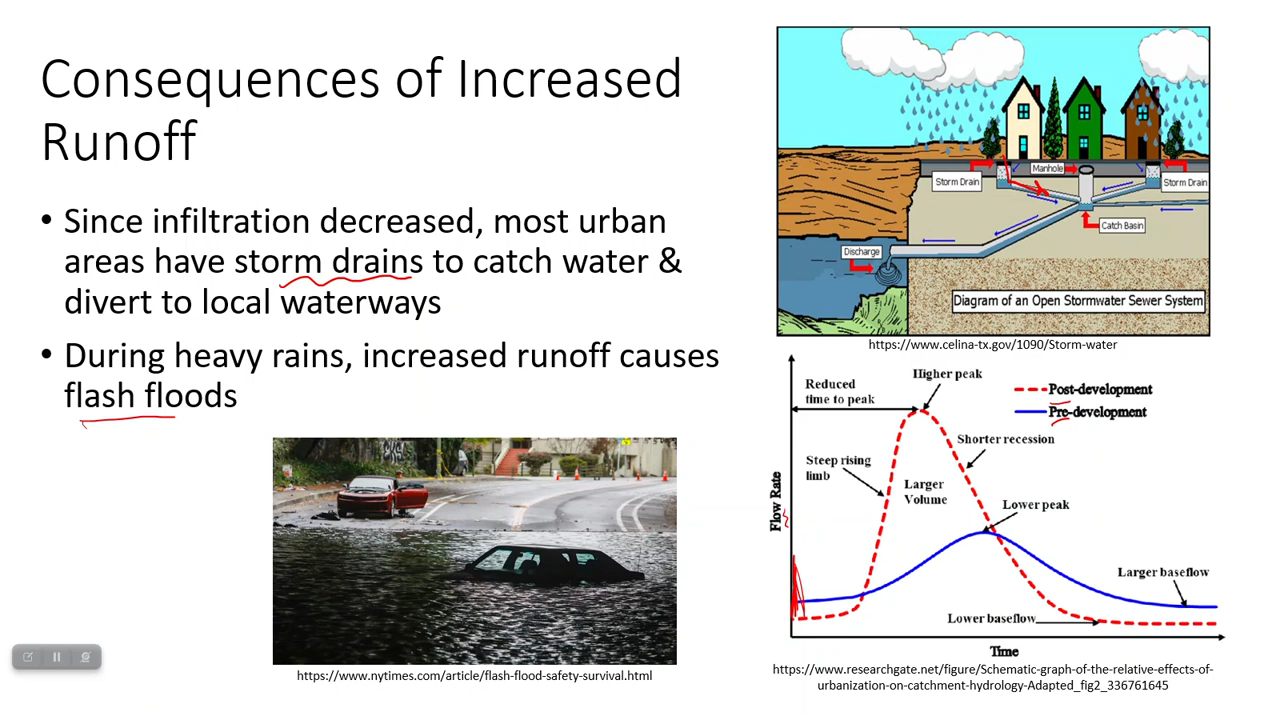 Consequences of Increased
Runoff
• Since infiltration decreased, most urban
areas have storm drains to catch water &
divert to local waterways
• During heavy rains, increased runoff causes
flash floods
https://www.nytimes.com/article/flash-flood-safety-survival.html
Storm Drain
Manhole
Storm Drain
Catch Basin
Discharge
Diagram of an Open Stormwater Sewer System
https://www.celina-tx.gov/1090/Storm-water
Reduced
time to peak
Higher peak
Post-development
Pre-development
Shorter recession
Steep rising
limb
Larger
Volume
Lower peak
Flow Rate
Larger baseflow
Lower baseflow
Time
https://www.researchgate.net/figure/Schematic-graph-of-the-relative-effects-of-
urbanization-on-catchment-hydrology-Adapted_fig2_336761645